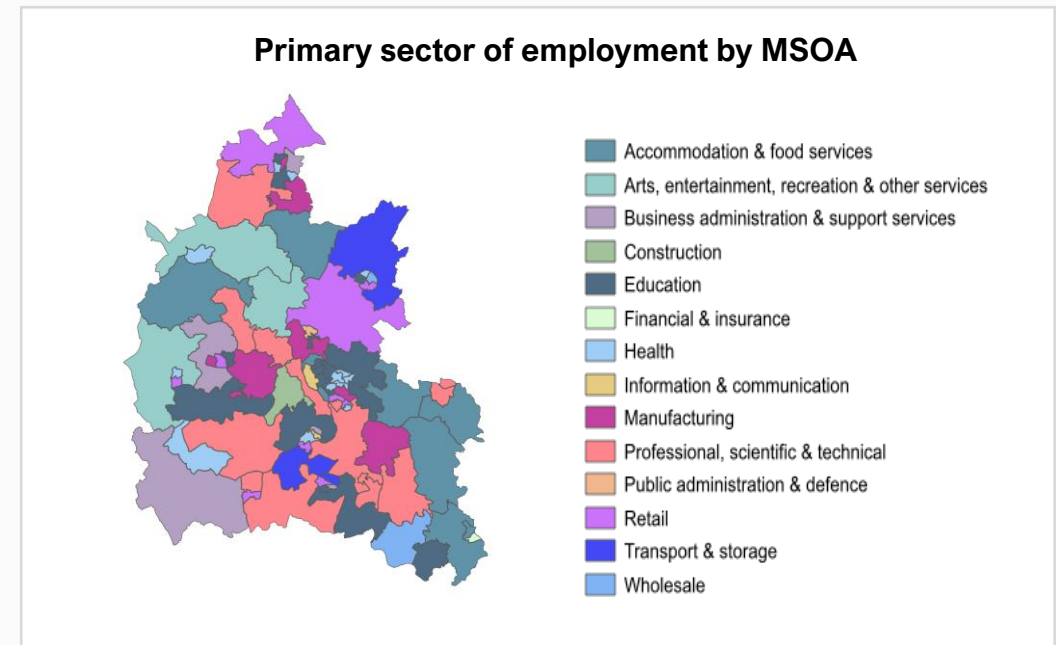 Primary sector of employment by MSOA
Accommodation & food services
Arts, entertainment, recreation & other services
Business administration & support services
Construction
Education
Financial & insurance
Health
Information & communication
Manufacturing
Professional, scientific & technical
Public administration & defence
Retail
Transport & storage
Wholesale